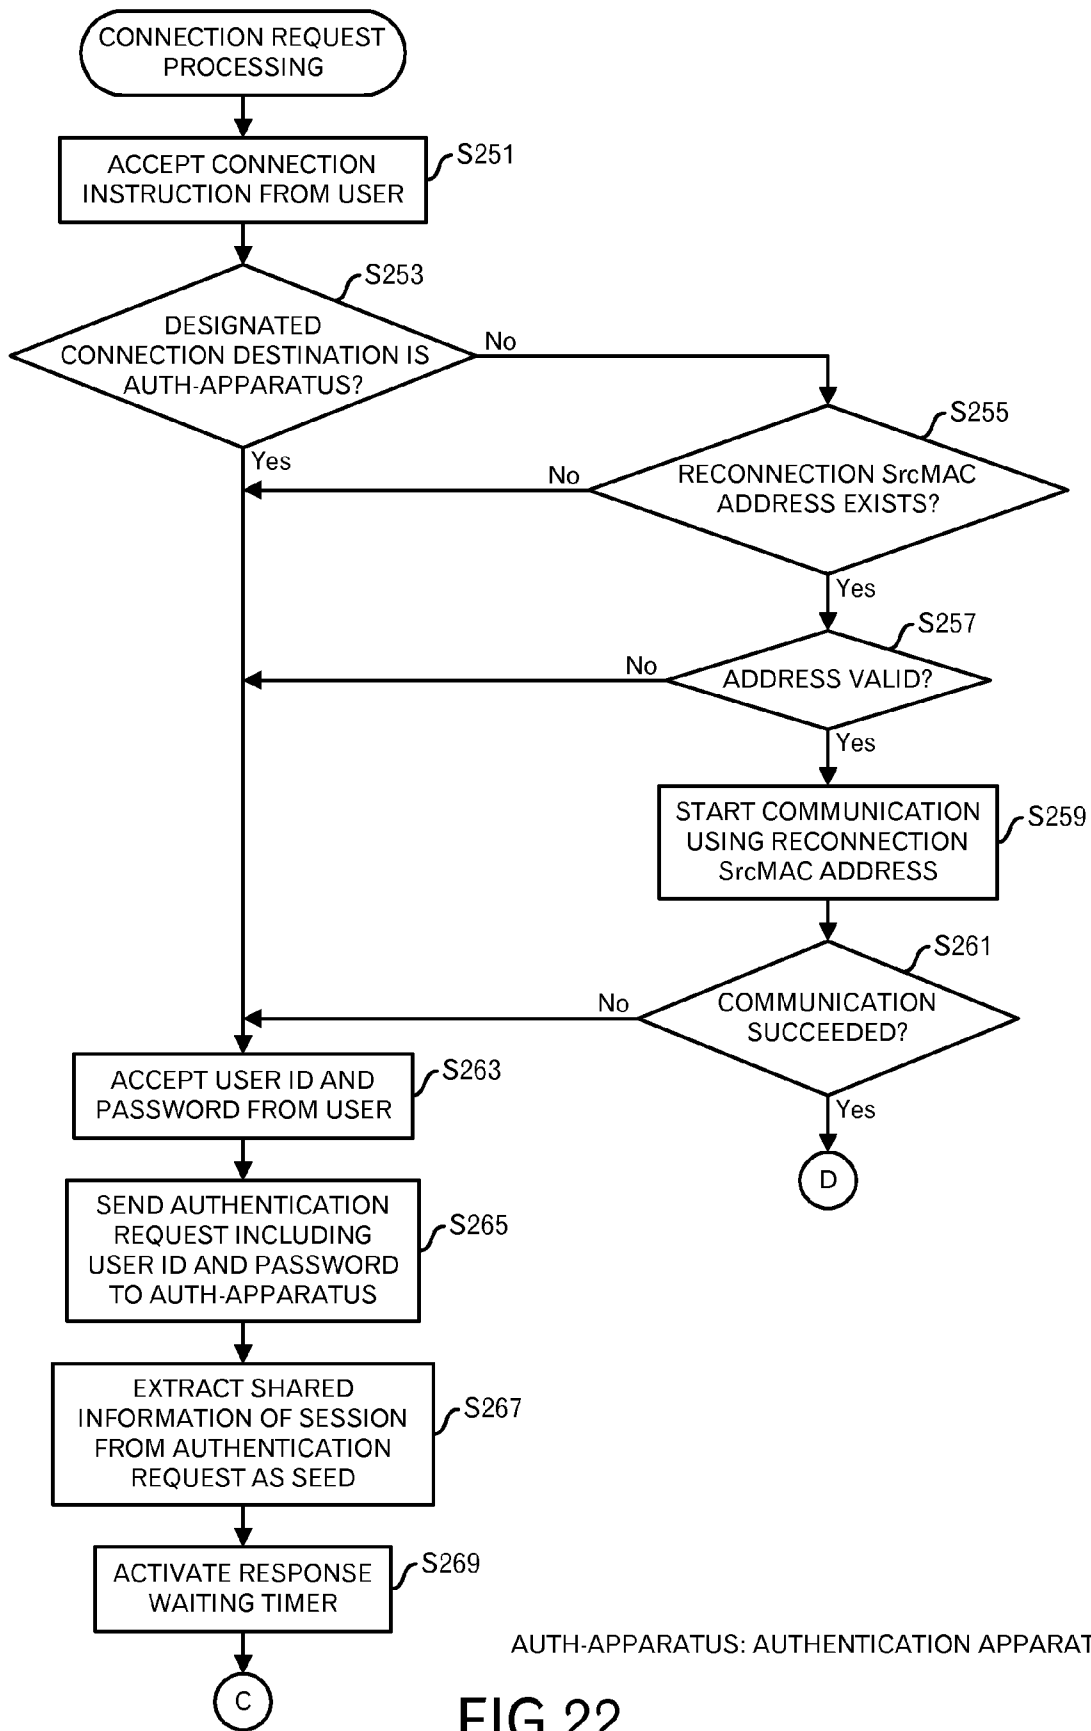 CONNECTION REQUEST
PROCESSING
ACCEPT CONNECTION
INSTRUCTION FROM USER
S251
S253
DESIGNATED
CONNECTION DESTINATION IS
AUTH-APPARATUS?
No
Yes
S255
RECONNECTION SrcMAC
ADDRESS EXISTS?
No
Yes
S257
ADDRESS VALID?
No
Yes
START COMMUNICATION
USING RECONNECTION
SrcMAC ADDRESS
S259
S261
COMMUNICATION
SUCCEEDED?
No
Yes
D
ACCEPT USER ID AND
PASSWORD FROM USER
S263
SEND AUTHENTICATION
REQUEST INCLUDING
USER ID AND PASSWORD
TO AUTH-APPARATUS
S265
EXTRACT SHARED
INFORMATION OF SESSION
FROM AUTHENTICATION
REQUEST AS SEED
S267
ACTIVATE RESPONSE
WAITING TIMER
S269
C
AUTH-APPARATUS: AUTHENTICATION APPARAT
FIG.22